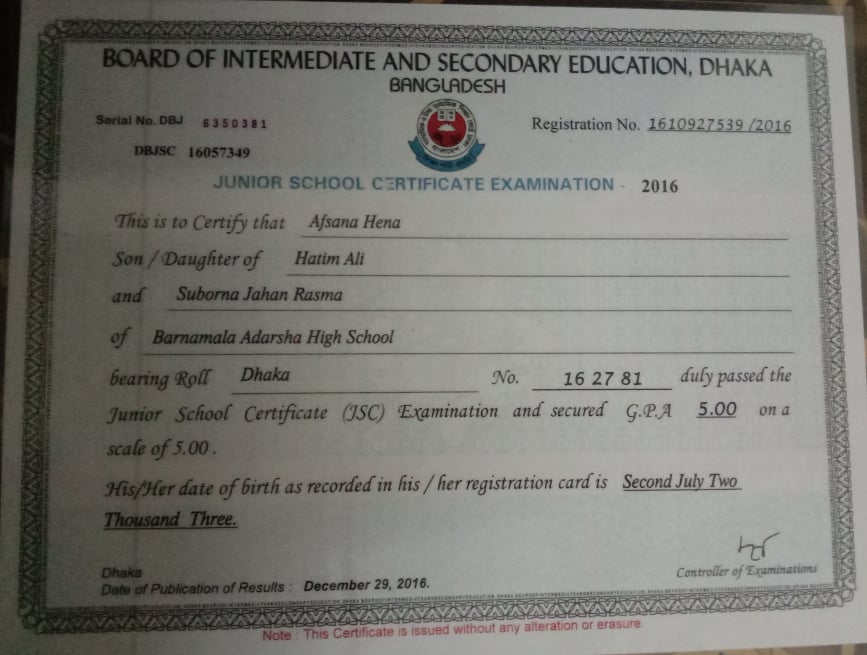 BOARD OF INTERMEDIATE AND SECONDARY EDUCATION, DHAKA
BANGLADESH
Serial No. DBJ 6350381
Registration No. 1610927539 /2016
DBJSC 16057349
JUNIOR SCHOOL CERTIFICATE EXAMINATION - 2016
This is to Certify that Afsana Hena
Son / Daughter of Hatim Ali
and Suborna Jahan Rasma
of Barnamala Adarsha High School
bearing Roll Dhaka No. 16 27 81 duly passed the
Junior School Certificate (JSC) Examination and secured G.P.A 5.00 on a
scale of 5.00 .
His/Her date of birth as recorded in his / her registration card is Second July Two
Thousand Three.
Controller of Examinations
Dhaka
Date of Publication of Results : December 29, 2016.
Note : This Certificate is issued without any alteration or erasure.